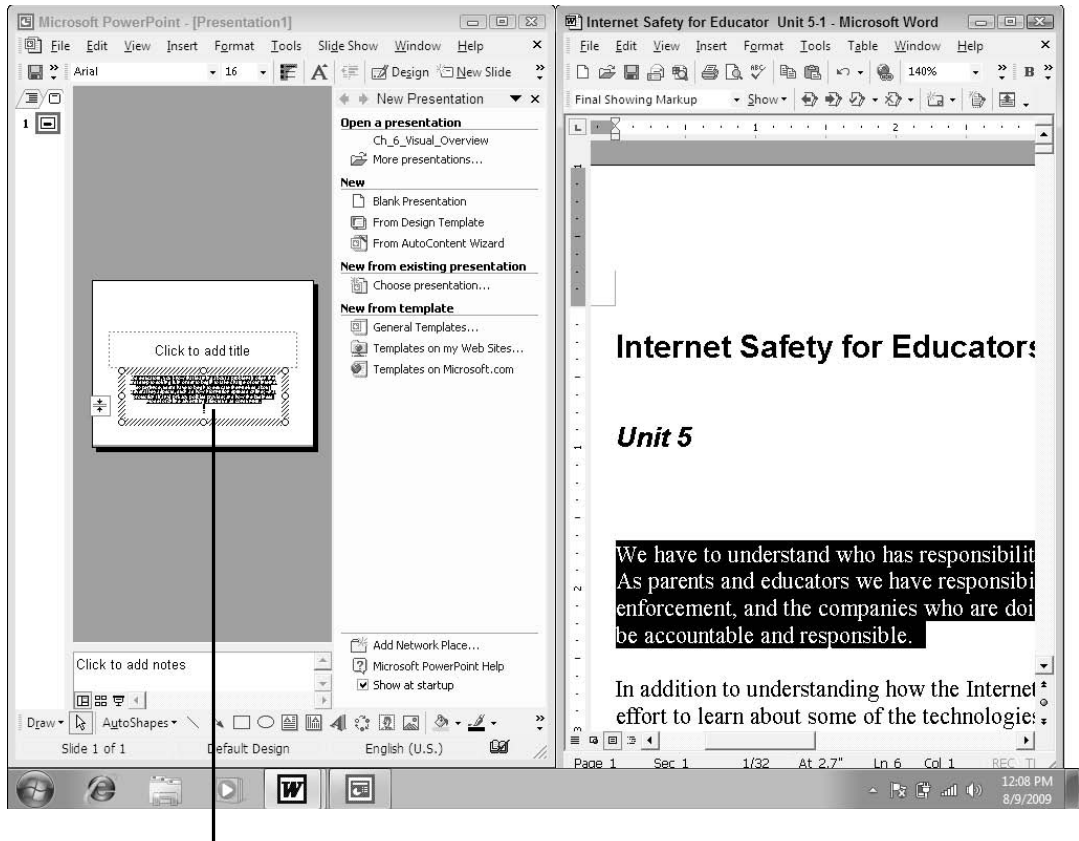 Microsoft PowerPoint - [Presentation1]
File Edit View Insert Format Tools Slide Show Window Help
Arial 16 Design New Slide
New Presentation
1
Open a presentation
Ch_6_Visual_Overview
More presentations...
New
Blank Presentation
From Design Template
From AutoContent Wizard
New from existing presentation
Choose presentation...
New from template
General Templates...
Templates on my Web Sites...
Templates on Microsoft.com
Click to add title
Add Network Place...
Microsoft PowerPoint Help
Show at startup
Click to add notes
Draw AutoShapes
Slide 1 of 1 Default Design English (U.S.)
Internet Safety for Educator Unit 5-1 - Microsoft Word
File Edit View Insert Format Tools Table Window Help
140% B
Final Showing Markup Show
1 2
Internet Safety for Educators
Unit 5
We have to understand who has responsibilit
As parents and educators we have responsibi
enforcement, and the companies who are doi
be accountable and responsible.
In addition to understanding how the Internet
effort to learn about some of the technologies
Page 1 Sec 1 1/32 At 2.7" Ln 6 Col 1 REC
12:08 PM
8/9/2009